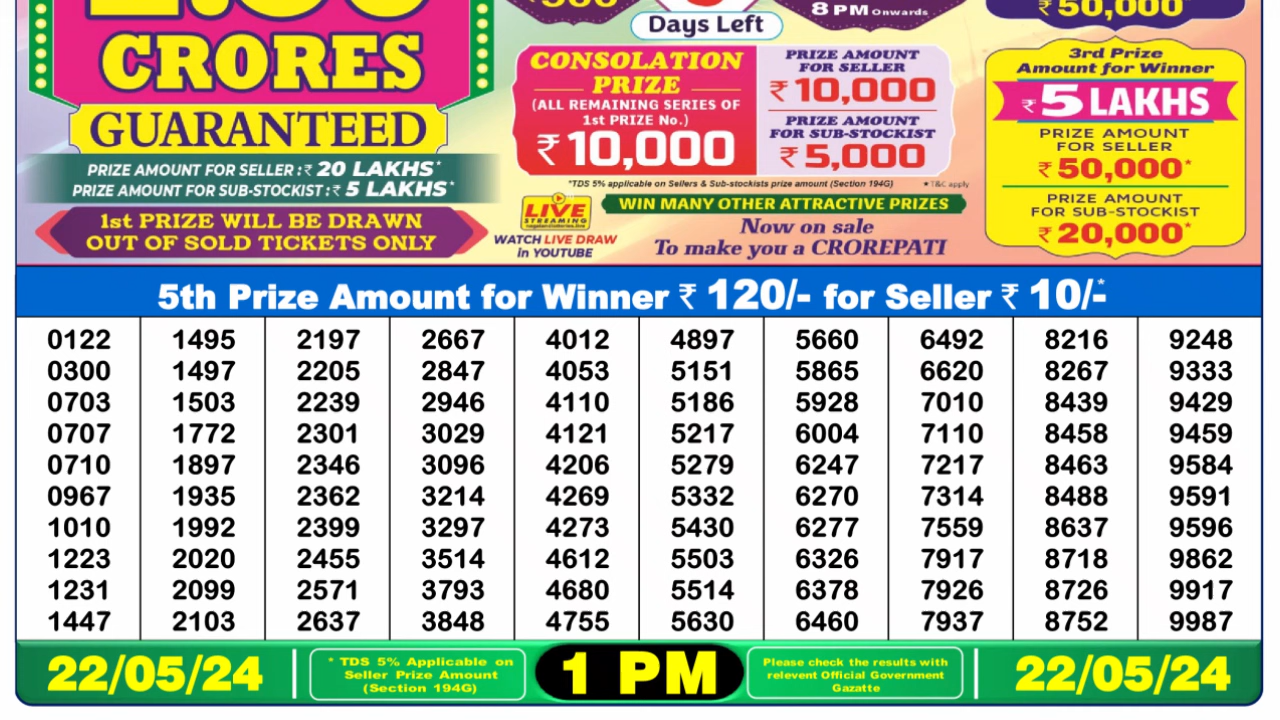 8 PM Onwards
₹ 50,000*
Days Left
CRORES
GUARANTEED
PRIZE AMOUNT FOR SELLER :₹ 20 LAKHS*
PRIZE AMOUNT FOR SUB-STOCKIST :₹ 5 LAKHS*
1st PRIZE WILL BE DRAWN
OUT OF SOLD TICKETS ONLY
CONSOLATION
PRIZE
(ALL REMAINING SERIES OF
1st PRIZE No.)
₹ 10,000
PRIZE AMOUNT
FOR SELLER
₹ 10,000
PRIZE AMOUNT
FOR SUB-STOCKIST
₹ 5,000
*TDS 5% applicable on Sellers & Sub-stockists prize amount (Section 194G)
★ T&C apply
LIVE
STREAMING
WATCH LIVE DRAW
in YOUTUBE
WIN MANY OTHER ATTRACTIVE PRIZES
Now on sale
To make you a CROREPATI
3rd Prize
Amount for Winner
₹ 5 LAKHS
PRIZE AMOUNT
FOR SELLER
₹ 50,000*
PRIZE AMOUNT
FOR SUB-STOCKIST
₹ 20,000*
5th Prize Amount for Winner ₹ 120/- for Seller ₹ 10/-*
0122 1495 2197 2667 4012 4897 5660 6492 8216 9248
0300 1497 2205 2847 4053 5151 5865 6620 8267 9333
0703 1503 2239 2946 4110 5186 5928 7010 8439 9429
0707 1772 2301 3029 4121 5217 6004 7110 8458 9459
0710 1897 2346 3096 4206 5279 6247 7217 8463 9584
0967 1935 2362 3214 4269 5332 6270 7314 8488 9591
1010 1992 2399 3297 4273 5430 6277 7559 8637 9596
1223 2020 2455 3514 4612 5503 6326 7917 8718 9862
1231 2099 2571 3793 4680 5514 6378 7926 8726 9917
1447 2103 2637 3848 4755 5630 6460 7937 8752 9987
22/05/24
* TDS 5% Applicable on
Seller Prize Amount
(Section 194G)
1 PM
Please check the results with
relevent Official Government
Gazatte
22/05/24